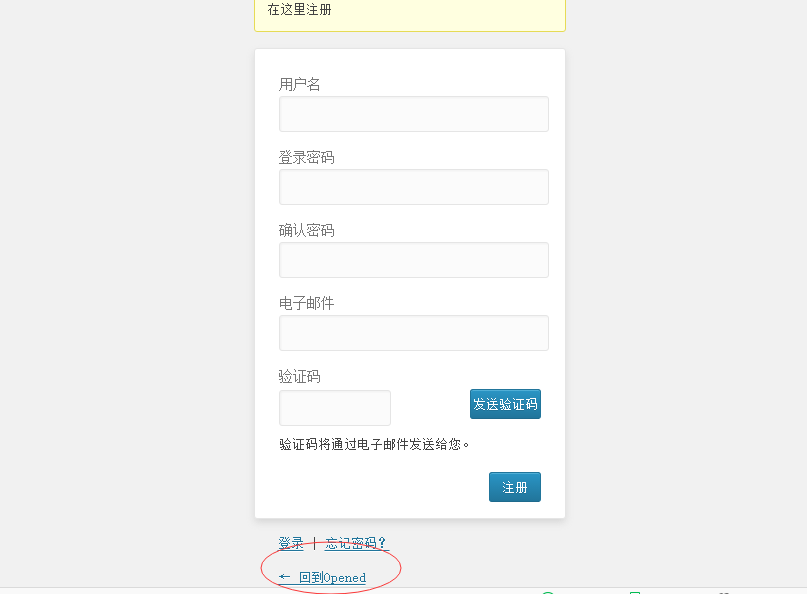 在这里注册
用户名
登录密码
确认密码
电子邮件
验证码
发送验证码
验证码将通过电子邮件发送给您。
注册
登录 | 忘记密码?
← 回到Opened